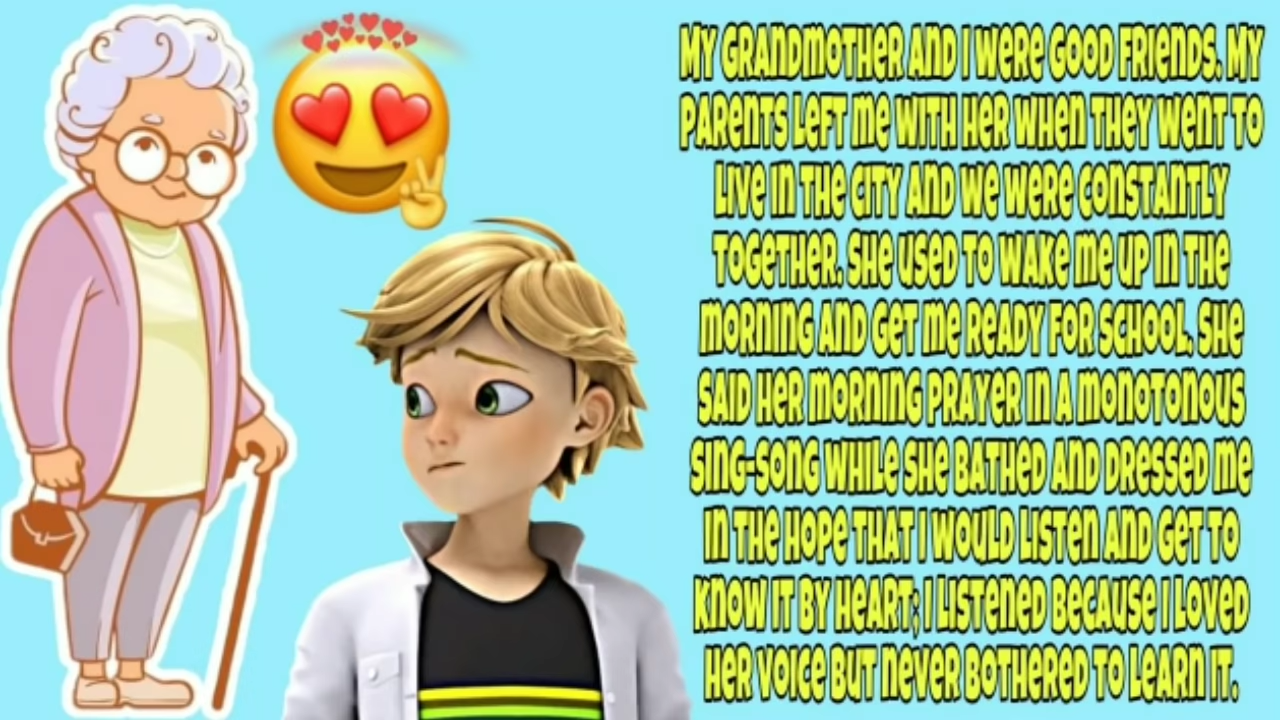 My grandmother and I were good friends. My
parents left me with her when they went to
live in the city and we were constantly
together. She used to wake me up in the
morning and get me ready for school. She
said her morning prayer in a monotonous
sing-song while she bathed and dressed me
in the hope that I would listen and get to
know it by heart; I listened because I loved
her voice but never bothered to learn it.